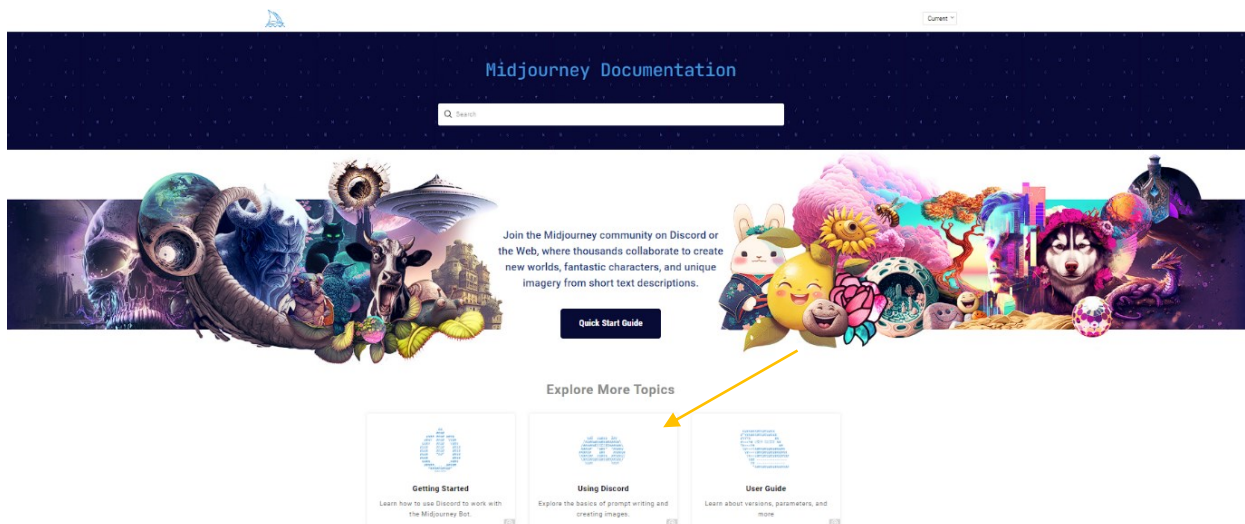 Current
Midjourney Documentation
Search
Join the Midjourney community on Discord or
the Web, where thousands collaborate to create
new worlds, fantastic characters, and unique
imagery from short text descriptions.
Quick Start Guide
Explore More Topics
Getting Started
Learn how to use Discord to work with
the Midjourney Bot.
Using Discord
Explore the basics of prompt writing and
creating images.
User Guide
Learn about versions, parameters, and
more